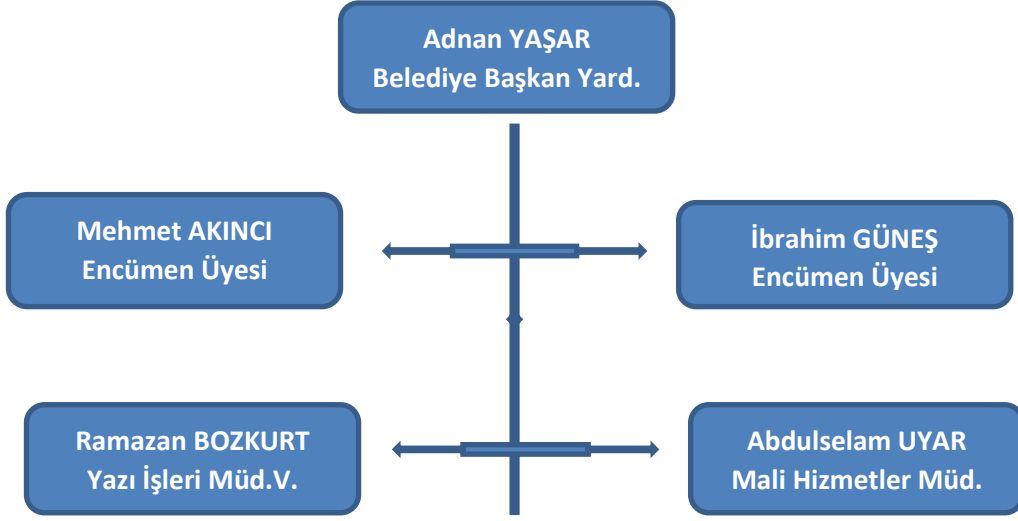 Adnan YAŞAR
Belediye Başkan Yard.
Mehmet AKINCI
Encümen Üyesi
İbrahim GÜNEŞ
Encümen Üyesi
Ramazan BOZKURT
Yazı İşleri Müd.V.
Abdulselam UYAR
Mali Hizmetler Müd.